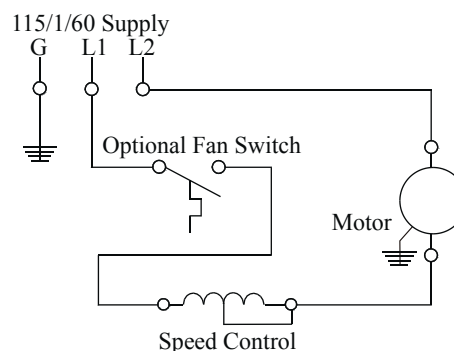 115/1/60 Supply
G L1 L2
Optional Fan Switch
Motor
Speed Control